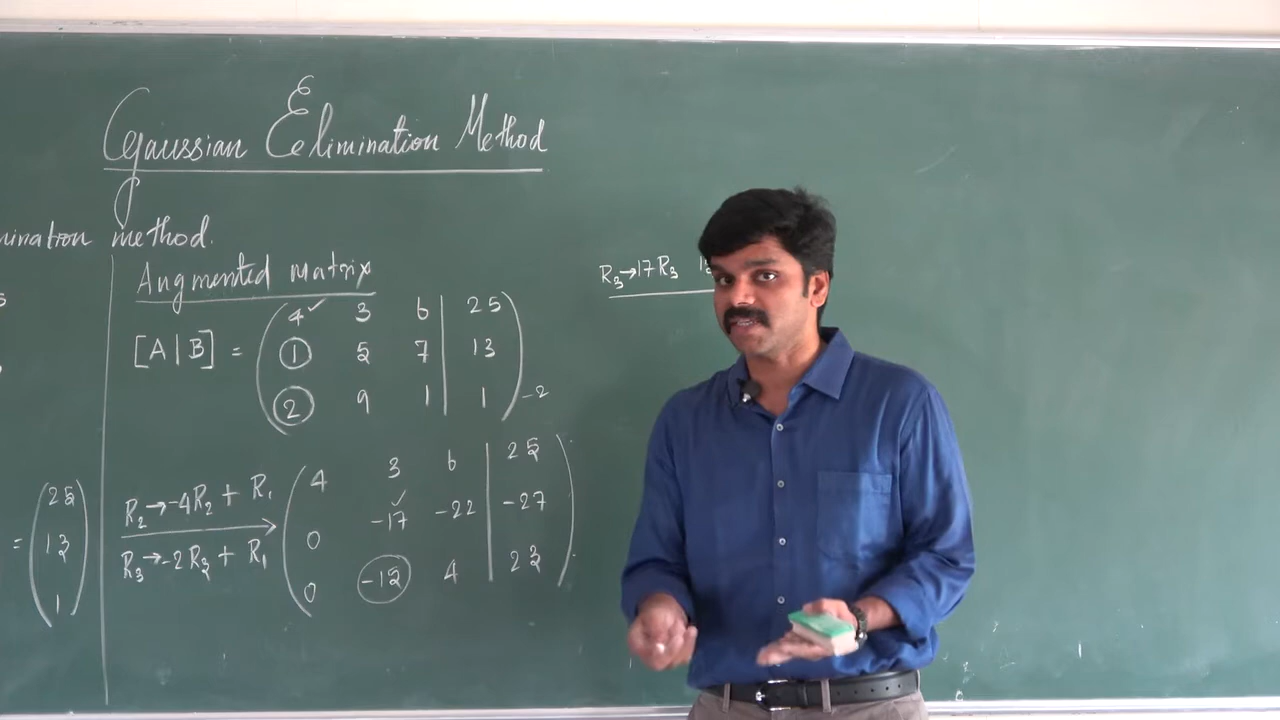 Gaussian Eelimination Method
mination method.
Augmented matrix
[A|B] = ( 4 ✓ 3 6 | 25 )
1 5 7 | 13
2 9 1 | 1 -2
R₂→-4R₂ + R₁
R₃→-2R₃ + R₁
( 4 3 6 | 25 )
0 -17 ✓ -22 | -27
0 -15 4 | 23
= ( 25
13
1 )
R₃→17R₃